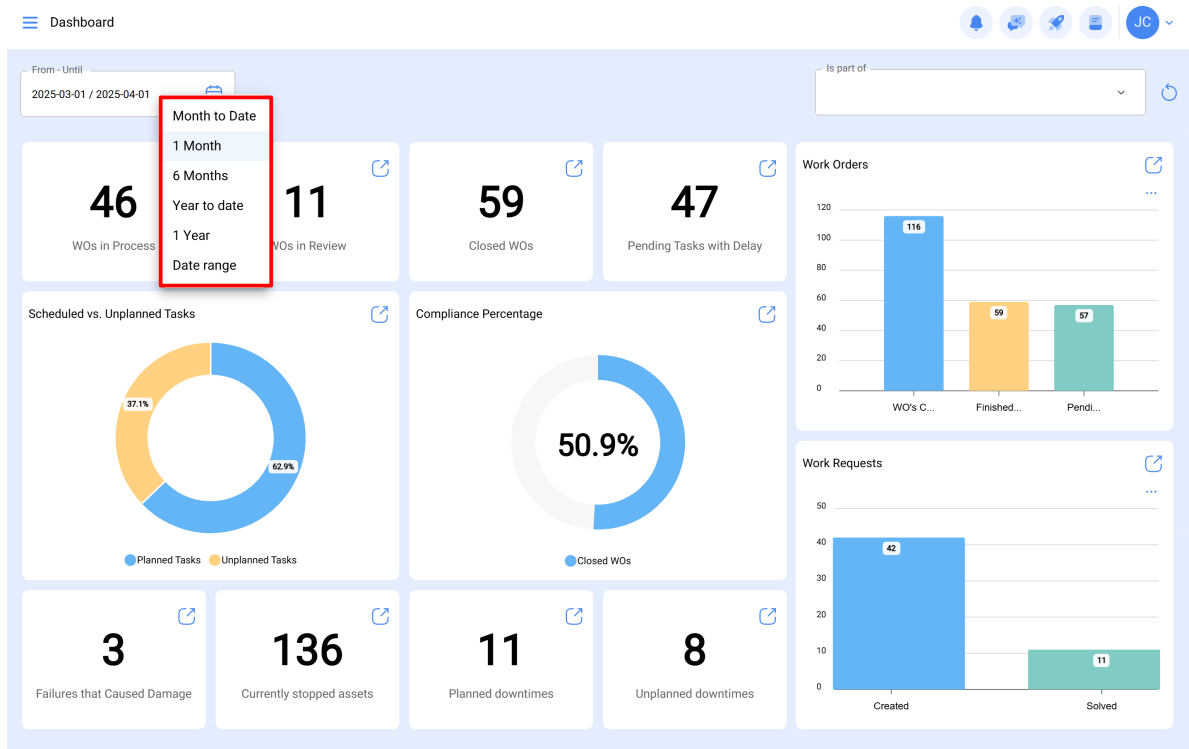 Dashboard
JC
From - Until
2025-03-01 / 2025-04-01
Is part of
Month to Date
1 Month
6 Months
Year to date
1 Year
Date range
46
WOs in Process
11
WOs in Review
59
Closed WOs
47
Pending Tasks with Delay
Work Orders
...
120
100
80
60
40
20
0
116
59
57
WO's C...
Finished...
Pendi...
Scheduled vs. Unplanned Tasks
37.1%
62.9%
Planned Tasks Unplanned Tasks
Compliance Percentage
50.9%
Closed WOs
Work Requests
...
50
40
30
20
10
0
42
11
Created
Solved
3
Failures that Caused Damage
136
Currently stopped assets
11
Planned downtimes
8
Unplanned downtimes